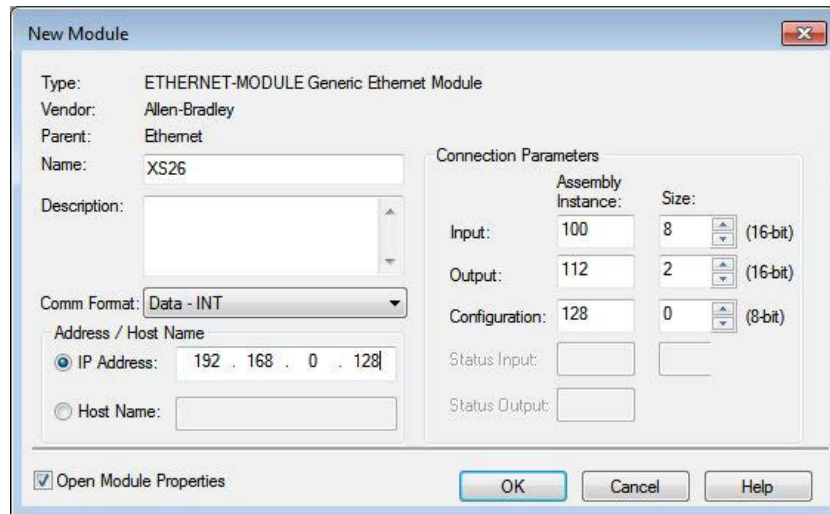 New Module
Type: ETHERNET-MODULE Generic Ethernet Module
Vendor: Allen-Bradley
Parent: Ethernet
Name: XS26
Description:
Comm Format: Data - INT
Address / Host Name
IP Address: 192 . 168 . 0 . 128
Host Name:
Connection Parameters
Assembly
Instance: Size:
Input: 100 8 (16-bit)
Output: 112 2 (16-bit)
Configuration: 128 0 (8-bit)
Status Input:
Status Output:
Open Module Properties
OK Cancel Help